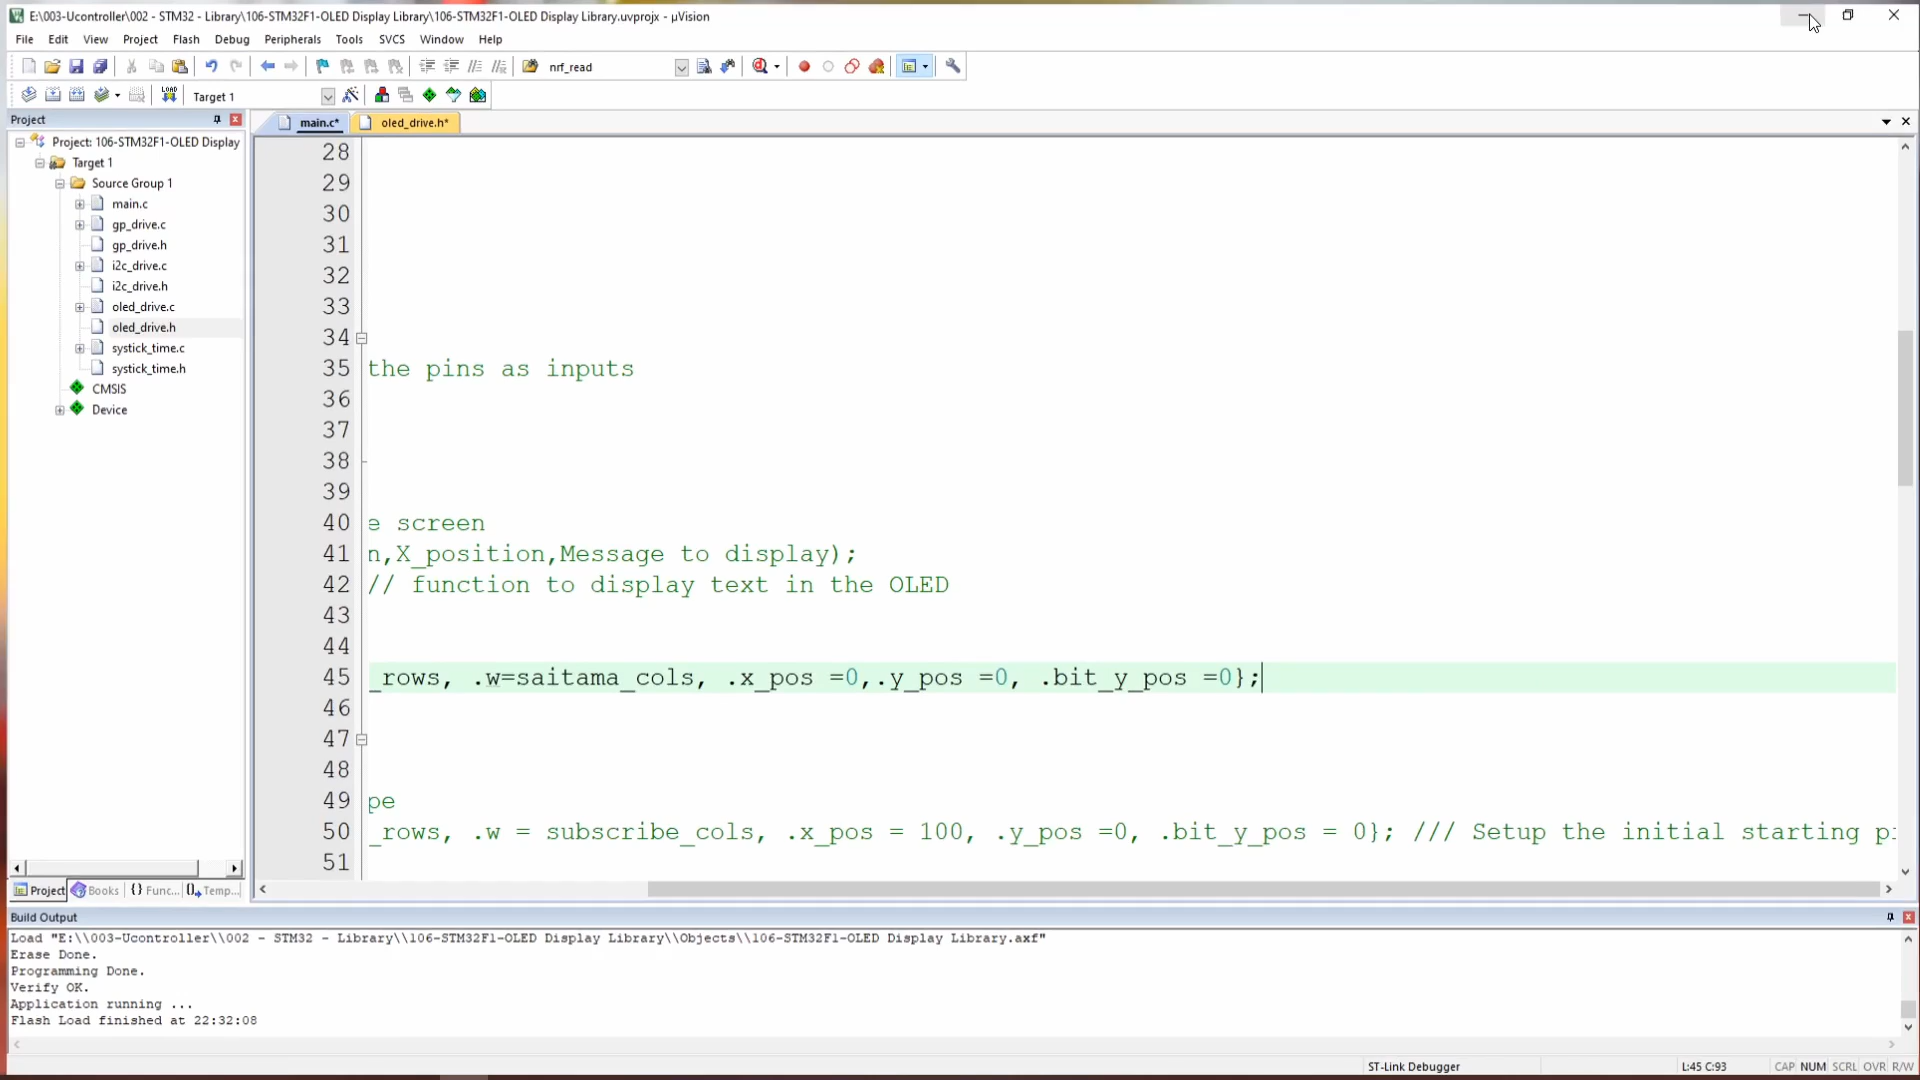 E:\003-Ucontroller\002 - STM32 - Library\106-STM32F1-OLED Display Library\106-STM32F1-OLED Display Library.uvprojx - µVision
File Edit View Project Flash Debug Peripherals Tools SVCS Window Help
nrf_read
LOAD Target 1
Project
main.c* oled_drive.h*
Project: 106-STM32F1-OLED Display
Target 1
Source Group 1
main.c
gp_drive.c
gp_drive.h
i2c_drive.c
i2c_drive.h
oled_drive.c
oled_drive.h
systick_time.c
systick_time.h
CMSIS
Device
28
29
30
31
32
33
34
35 the pins as inputs
36
37
38
39
40 e screen
41 n,X_position,Message to display);
42 // function to display text in the OLED
43
44
45 _rows, .w=saitama_cols, .x_pos =0,.y_pos =0, .bit_y_pos =0};
46
47
48
49 pe
50 _rows, .w = subscribe_cols, .x_pos = 100, .y_pos =0, .bit_y_pos = 0}; /// Setup the initial starting
51
Project Books {} Func... Temp...
Build Output
Load "E:\\003-Ucontroller\\002 - STM32 - Library\\106-STM32F1-OLED Display Library\\Objects\\106-STM32F1-OLED Display Library.axf"
Erase Done.
Programming Done.
Verify OK.
Application running ...
Flash Load finished at 22:32:08
ST-Link Debugger L:45 C:93 CAP NUM SCRL OVR R/W